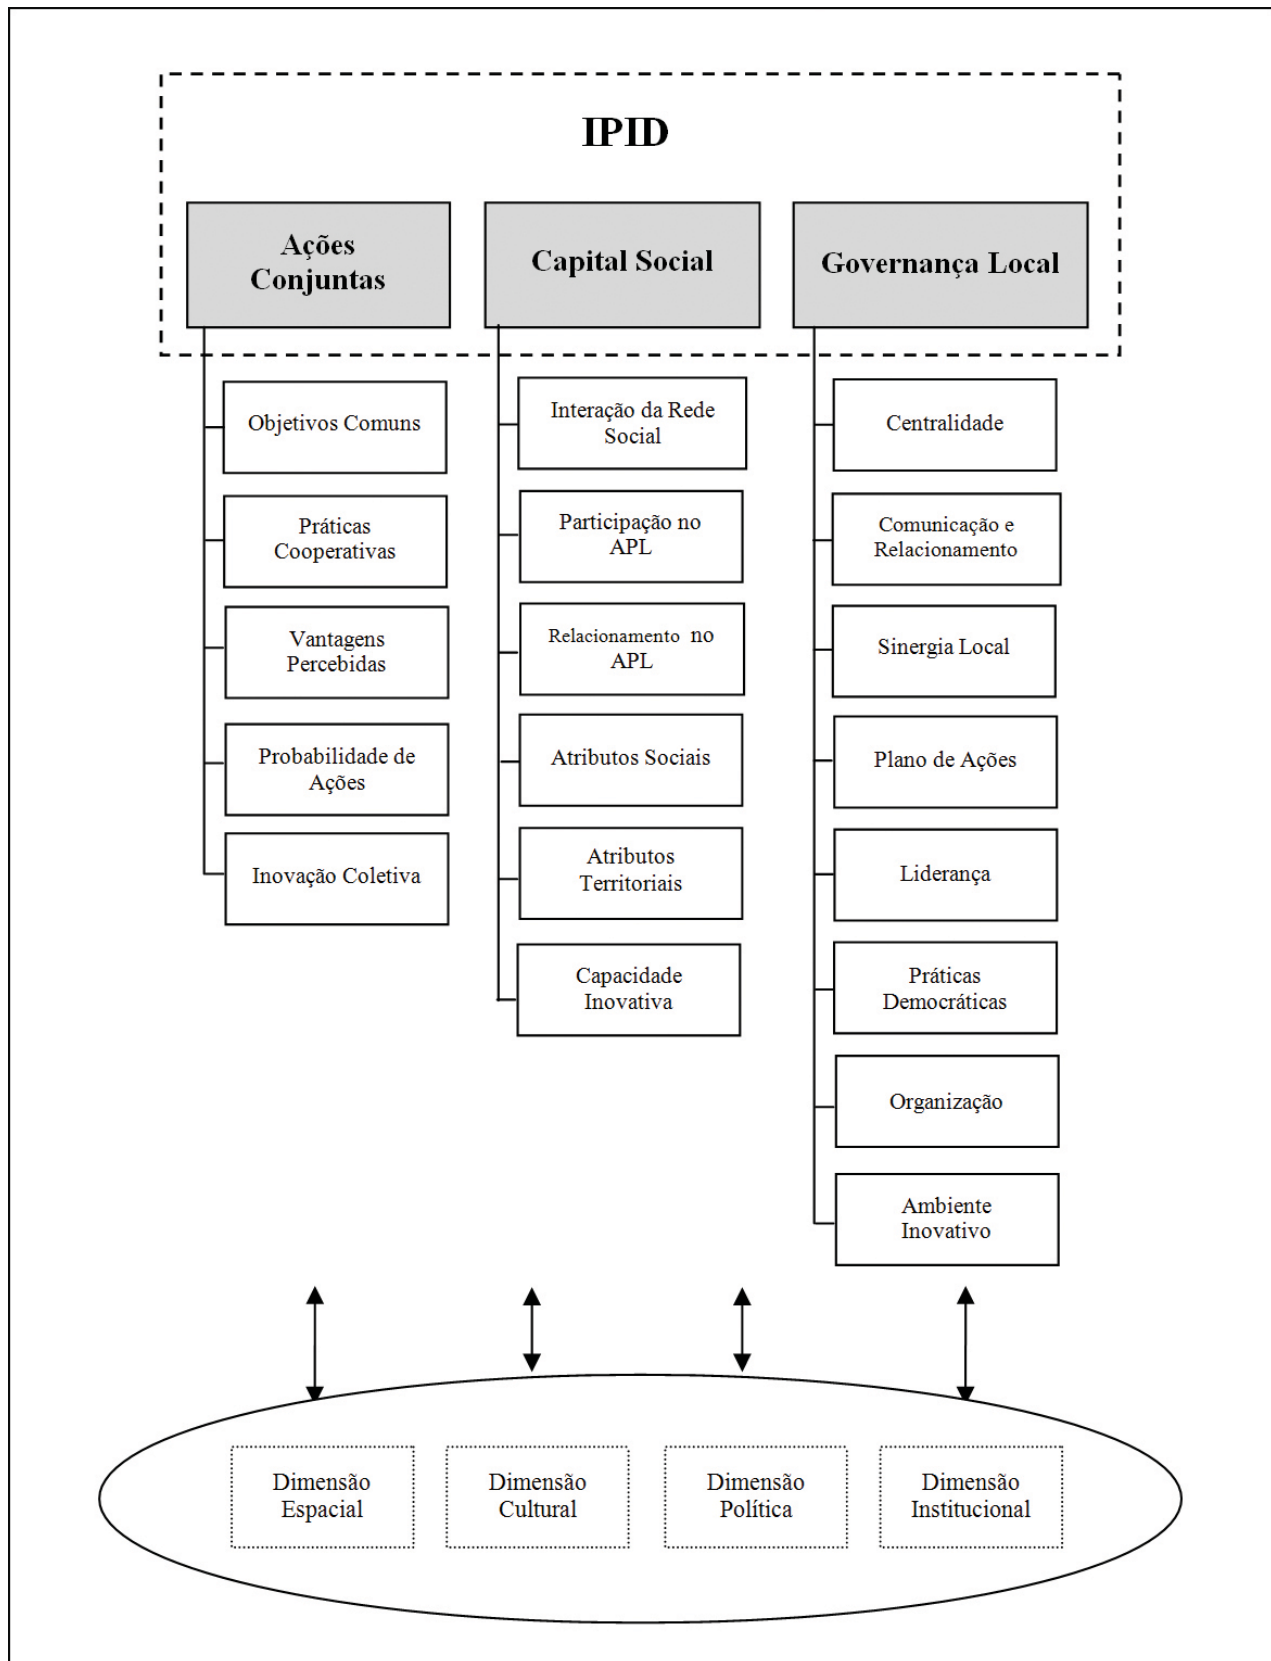 IPID
Ações
Conjuntas
Capital Social
Governança Local
Objetivos Comuns
Práticas
Cooperativas
Vantagens
Percebidas
Probabilidade de
Ações
Inovação Coletiva
Interação da Rede
Social
Participação no
APL
Relacionamento no
APL
Atributos Sociais
Atributos
Territoriais
Capacidade
Inovativa
Centralidade
Comunicação e
Relacionamento
Sinergia Local
Plano de Ações
Liderança
Práticas
Democráticas
Organização
Ambiente
Inovativo
Dimensão
Espacial
Dimensão
Cultural
Dimensão
Política
Dimensão
Institucional